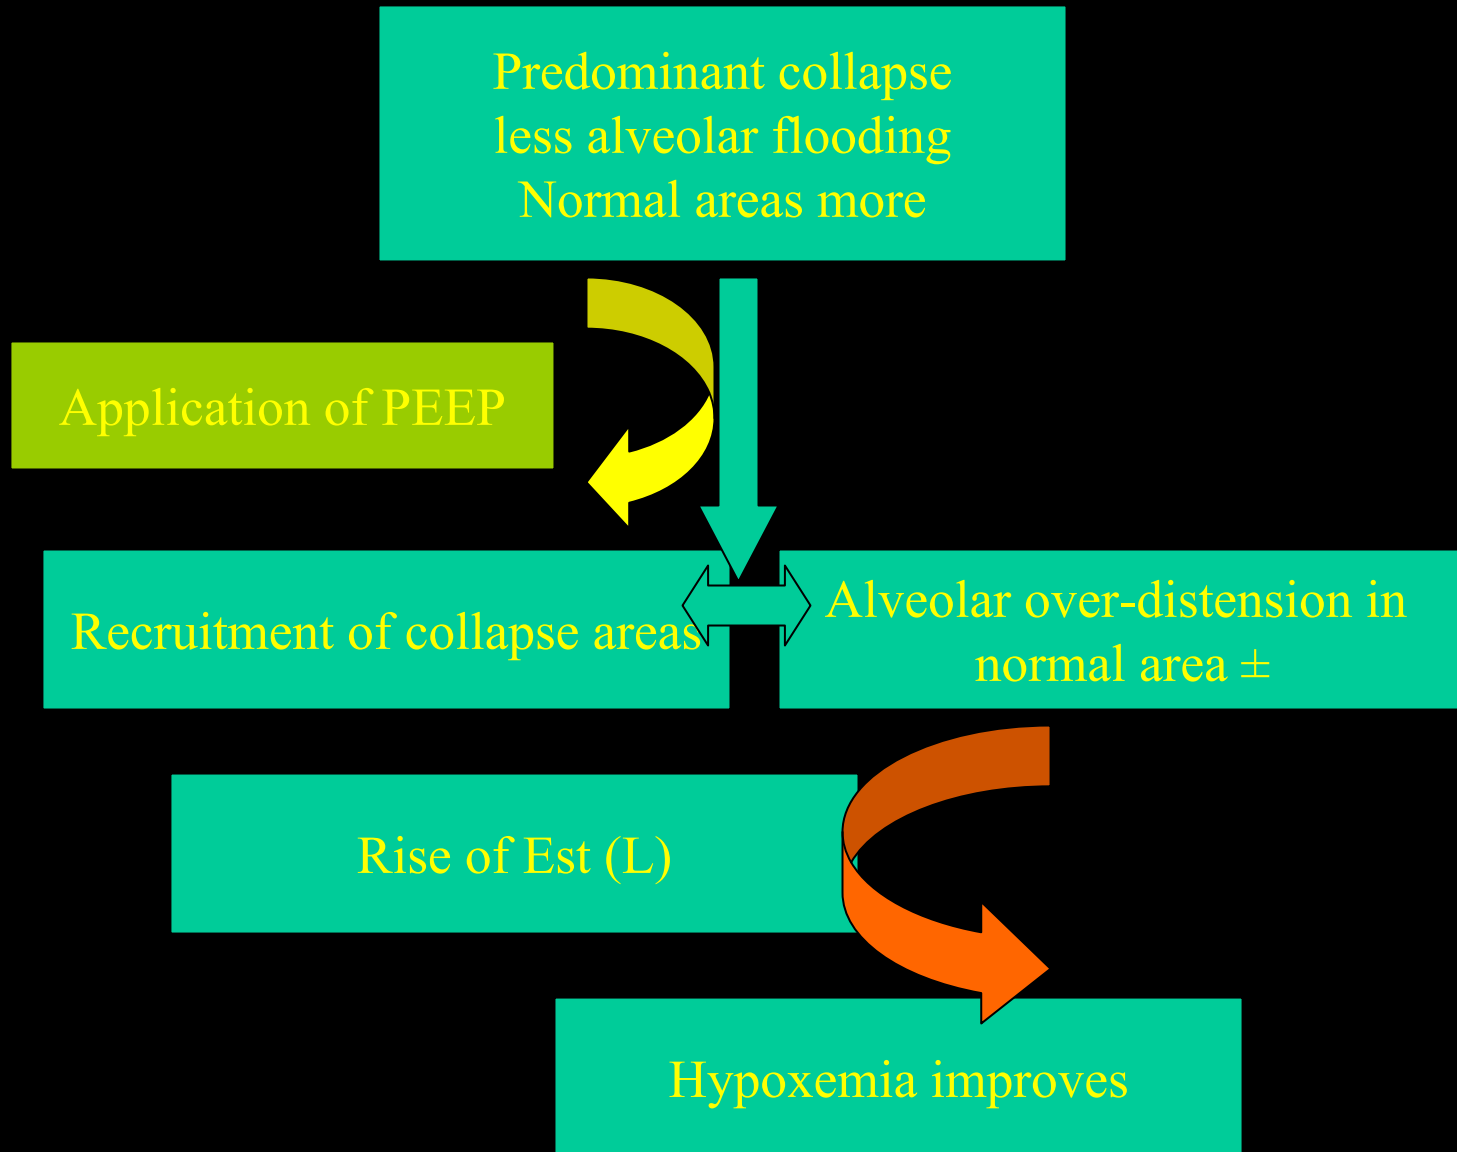 Predominant collapse
less alveolar flooding
Normal areas more
Application of PEEP
Recruitment of collapse areas
Alveolar over-distension in
normal area ±
Rise of Est (L)
Hypoxemia improves